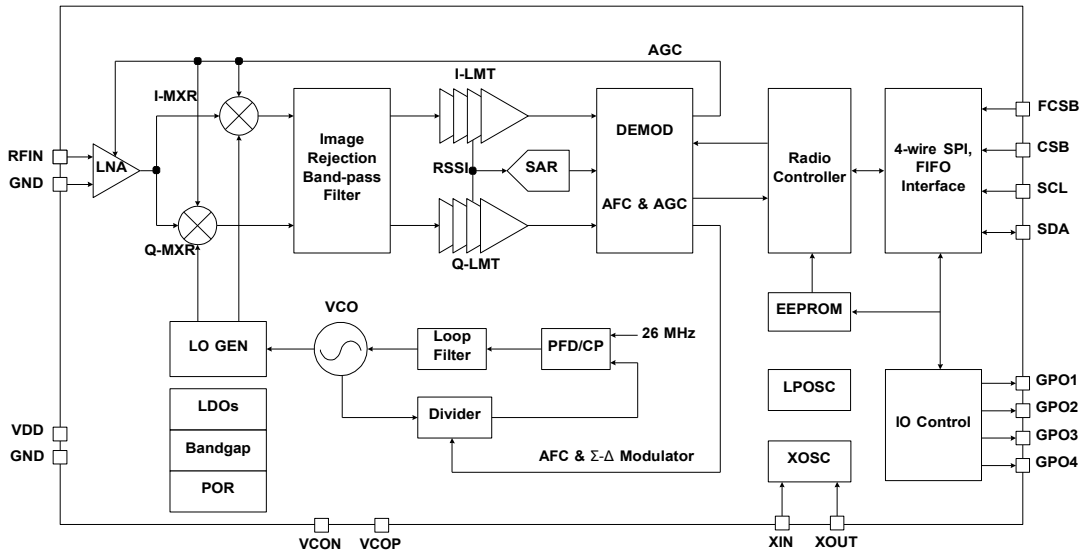 AGC
I-LMT
I-MXR
FCSB
RFIN
LNA
Image
Rejection
Band-pass
Filter
DEMOD
Radio
Controller
4-wire SPI,
FIFO
Interface
CSB
GND
RSSI
SAR
SCL
AFC & AGC
SDA
Q-MXR
Q-LMT
VCO
EEPROM
LO GEN
Loop
Filter
PFD/CP
26 MHz
LPOSC
GPO1
LDOs
Divider
IO Control
GPO2
VDD
GPO3
Bandgap
AFC & Σ-Δ Modulator
XOSC
GND
GPO4
POR
VCON
VCOP
XIN
XOUT